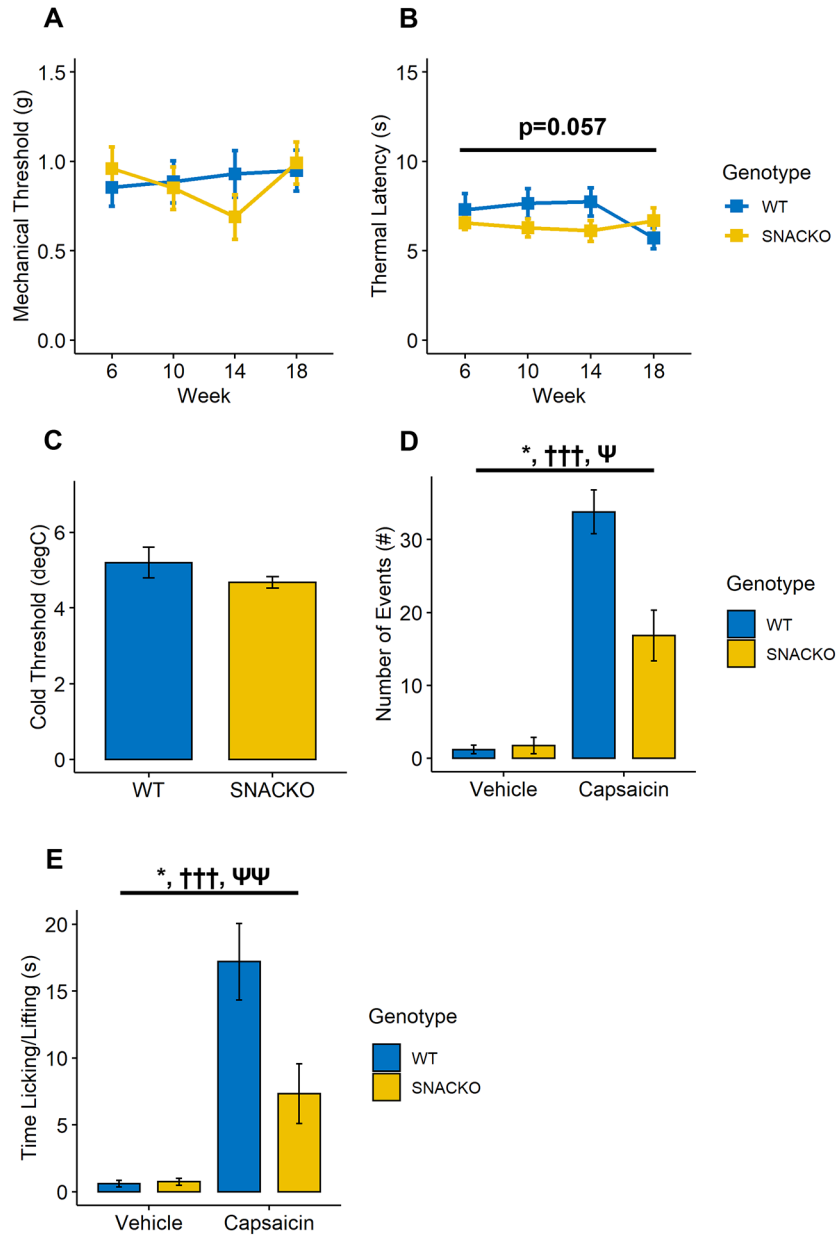 A
Mechanical Threshold (g)
1.5
1.0
0.5
0.0
6 10 14 18
Week
B
Thermal Latency (s)
15
10
5
0
p=0.057
6 10 14 18
Week
Genotype
WT
SNACKO
C
Cold Threshold (degC)
6
4
2
0
WT SNACKO
D
*, †††, Ψ
Number of Events (#)
30
20
10
0
Vehicle Capsaicin
Genotype
WT
SNACKO
E
*, †††, ΨΨ
Time Licking/Lifting (s)
20
15
10
5
0
Vehicle Capsaicin
Genotype
WT
SNACKO